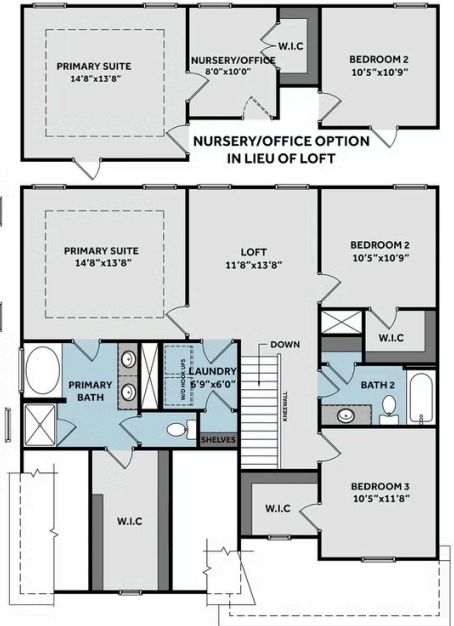 PRIMARY SUITE
14'8"x13'8"
NURSERY/OFFICE
8'0"x10'0"
W.I.C
BEDROOM 2
10'5"x10'9"
NURSERY/OFFICE OPTION
IN LIEU OF LOFT
PRIMARY SUITE
14'8"x13'8"
LOFT
11'8"x13'8"
BEDROOM 2
10'5"x10'9"
W.I.C
DOWN
W/D HOOK UPS
LAUNDRY
6'9"x6'0"
PRIMARY
BATH
KNEEWALL
BATH 2
SHELVES
BEDROOM 3
10'5"x11'8"
W.I.C
W.I.C